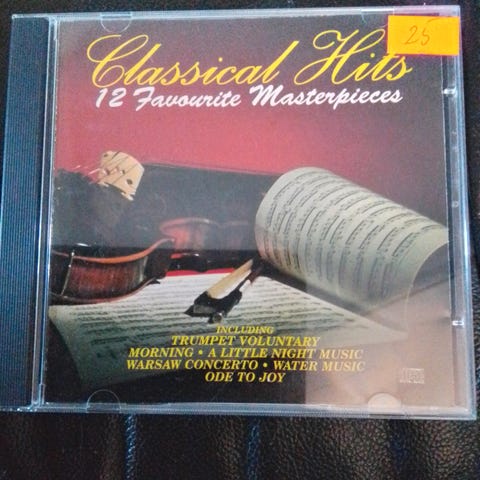 25
Classical Hits
12 Favourite Masterpieces
INCLUDING
TRUMPET VOLUNTARY
MORNING • A LITTLE NIGHT MUSIC
WARSAW CONCERTO • WATER MUSIC
ODE TO JOY